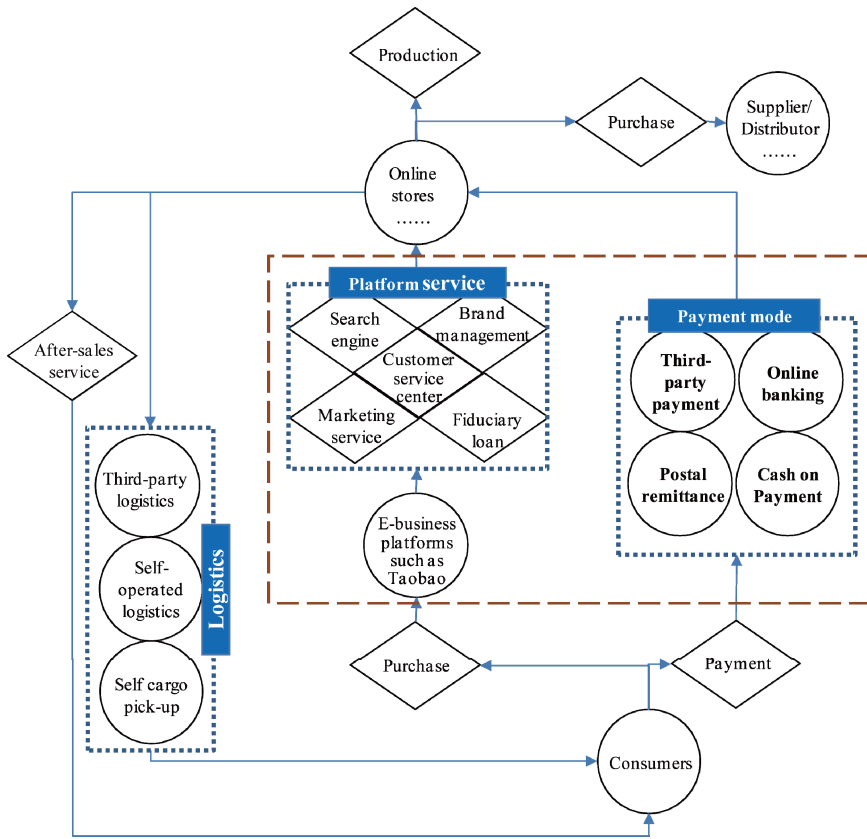 Production
Purchase
Supplier/
Distributor
……
Online
stores
……
Platform service
Search
engine
Brand
management
Customer
service
center
Marketing
service
Fiduciary
loan
Payment mode
Third-
party
payment
Online
banking
Postal
remittance
Cash on
Payment
After-sales
service
Third-party
logistics
Self-
operated
logistics
Self cargo
pick-up
Logistics
E-business
platforms
such as
Taobao
Purchase
Payment
Consumers